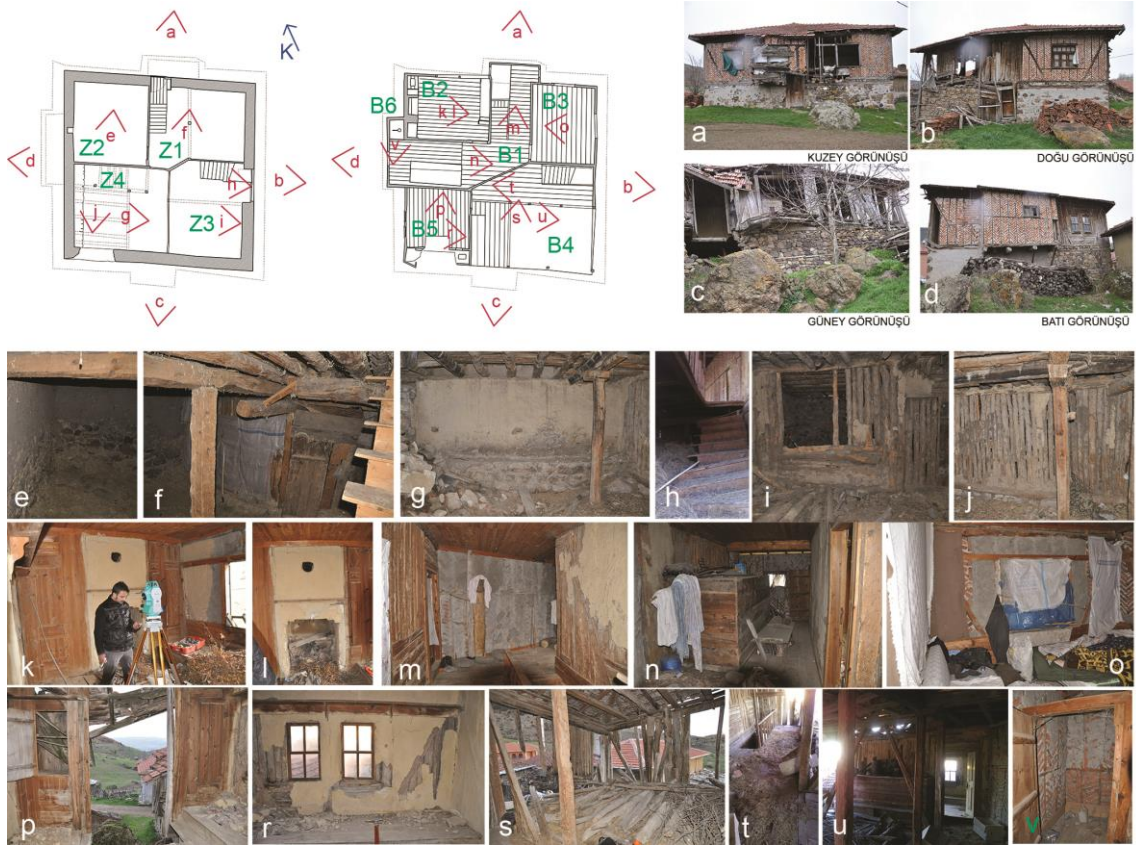 a
K
a
B2
B6
B3
k
l
e
f
m
o
Z2
Z1
v
n
B1
d
d
Z4
h
b
t
b
j
g
Z3
i
p
s
u
B5
r
B4
c
c
a
b
KUZEY GÖRÜNÜŞÜ
DOĞU GÖRÜNÜŞÜ
c
d
GÜNEY GÖRÜNÜŞÜ
BATI GÖRÜNÜŞÜ
e
f
g
h
i
j
k
l
m
n
o
p
r
s
t
u
v